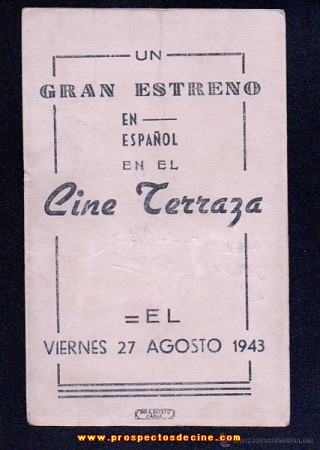 UN
GRAN ESTRENO
EN
ESPAÑOL
EN EL
Cine Terraza
= EL
VIERNES 27 AGOSTO 1943
www.prospectosdecine.com